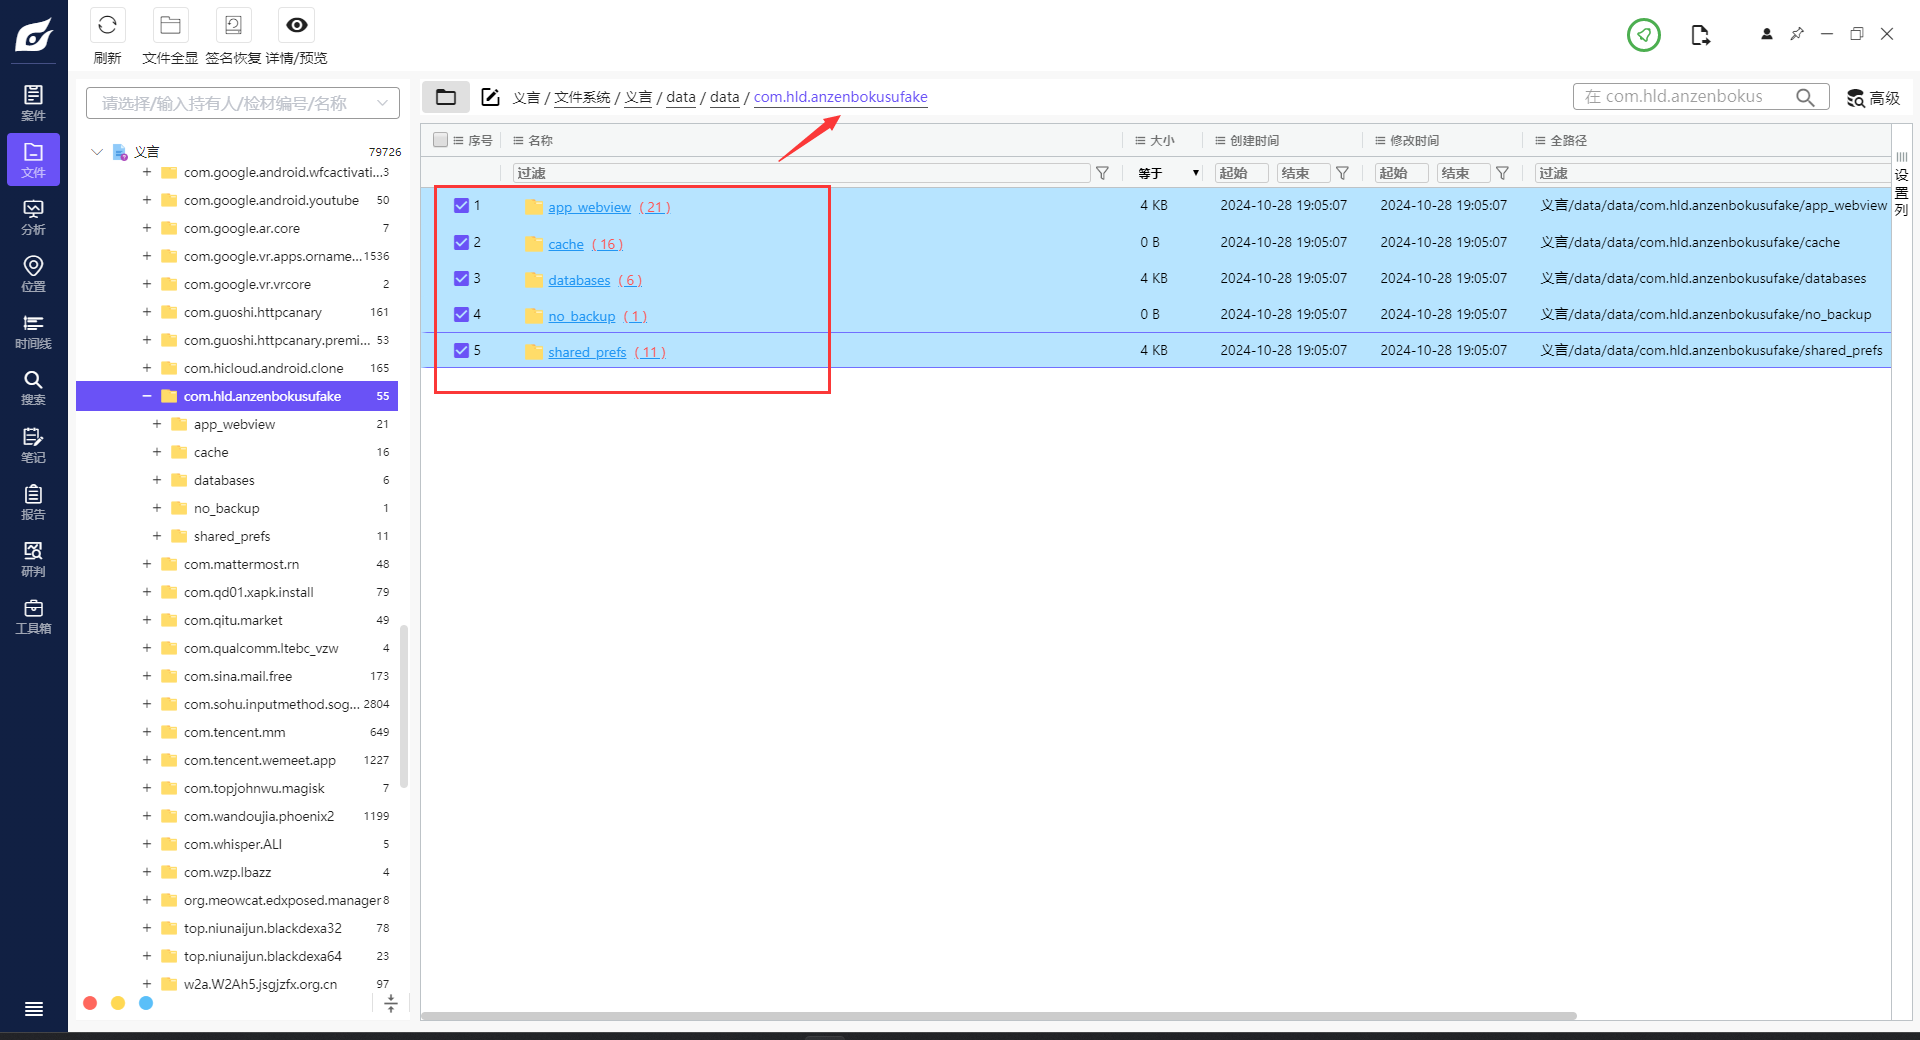 刷新
文件全显
签名恢复
详情/预览
案件
文件
分析
位置
时间线
搜索
笔记
报告
研判
工具箱
请选择/输入持有人/检材编号/名称
义言 79726
com.google.android.wfcactivati...3
com.google.android.youtube 50
com.google.ar.core 7
com.google.vr.apps.orname...1536
com.google.vr.vrcore 2
com.guoshi.httpcanary 161
com.guoshi.httpcanary.premi... 53
com.hicloud.android.clone 165
com.hld.anzenbokusufake 55
app_webview 21
cache 16
databases 6
no_backup 1
shared_prefs 11
com.mattermost.rn 48
com.qd01.xapk.install 79
com.qitu.market 49
com.qualcomm.ltebc_vzw 4
com.sina.mail.free 173
com.sohu.inputmethod.sog... 2804
com.tencent.mm 649
com.tencent.wemeet.app 1227
com.topjohnwu.magisk 7
com.wandoujia.phoenix2 1199
com.whisper.ALI 5
com.wzp.lbazz 4
org.meowcat.edxposed.manager 8
top.niunaijun.blackdexa32 78
top.niunaijun.blackdexa64 23
w2a.W2Ah5.jsgjzfx.org.cn 97
义言 / 文件系统 / 义言 / data / data / com.hld.anzenbokusufake
在 com.hld.anzenbokus
高级
序号 名称 大小 创建时间 修改时间 全路径
过滤 等于 起始 结束 起始 结束 过滤
1 app_webview ( 21 ) 4 KB 2024-10-28 19:05:07 2024-10-28 19:05:07 义言/data/data/com.hld.anzenbokusufake/app_webview
2 cache ( 16 ) 0 B 2024-10-28 19:05:07 2024-10-28 19:05:07 义言/data/data/com.hld.anzenbokusufake/cache
3 databases ( 6 ) 4 KB 2024-10-28 19:05:07 2024-10-28 19:05:07 义言/data/data/com.hld.anzenbokusufake/databases
4 no_backup ( 1 ) 0 B 2024-10-28 19:05:07 2024-10-28 19:05:07 义言/data/data/com.hld.anzenbokusufake/no_backup
5 shared_prefs ( 11 ) 4 KB 2024-10-28 19:05:07 2024-10-28 19:05:07 义言/data/data/com.hld.anzenbokusufake/shared_prefs
设置列